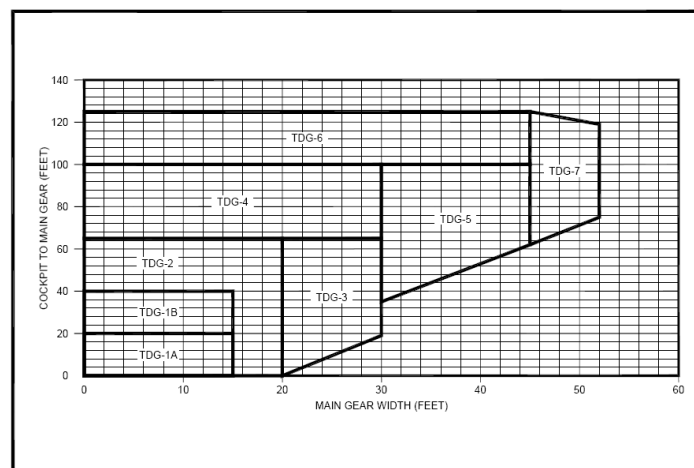 140
120
100
80
60
40
20
0
COCKPIT TO MAIN GEAR (FEET)
TDG-6
TDG-7
TDG-4
TDG-5
TDG-2
TDG-3
TDG-1B
TDG-1A
0 10 20 30 40 50 60
MAIN GEAR WIDTH (FEET)